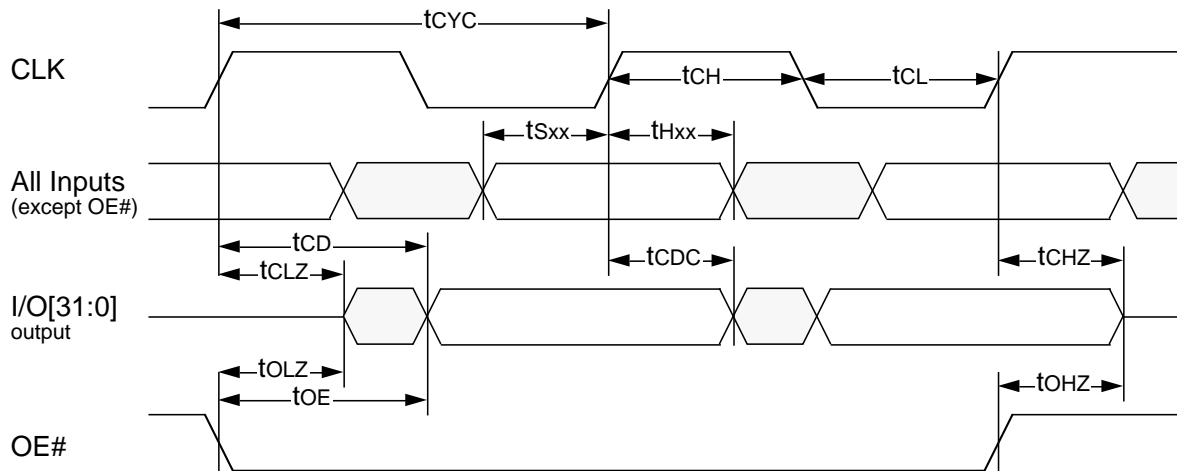 tCYC
CLK
tCH
tCL
tSxx
tHxx
All Inputs
(except OE#)
tCD
tCDC
tCHZ
tCLZ
I/O[31:0]
output
tOLZ
tOHZ
tOE
OE#